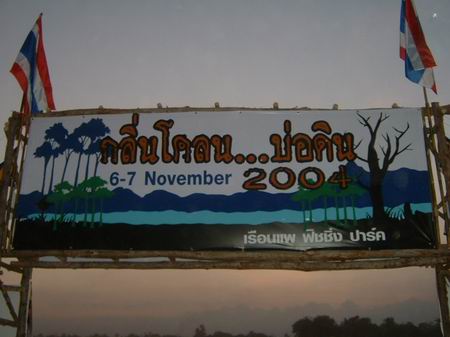 กลิ่นโคลน...บ่อดิน
6-7 November 2004
เรือนแพ ฟิชชิ่ง ปาร์ค